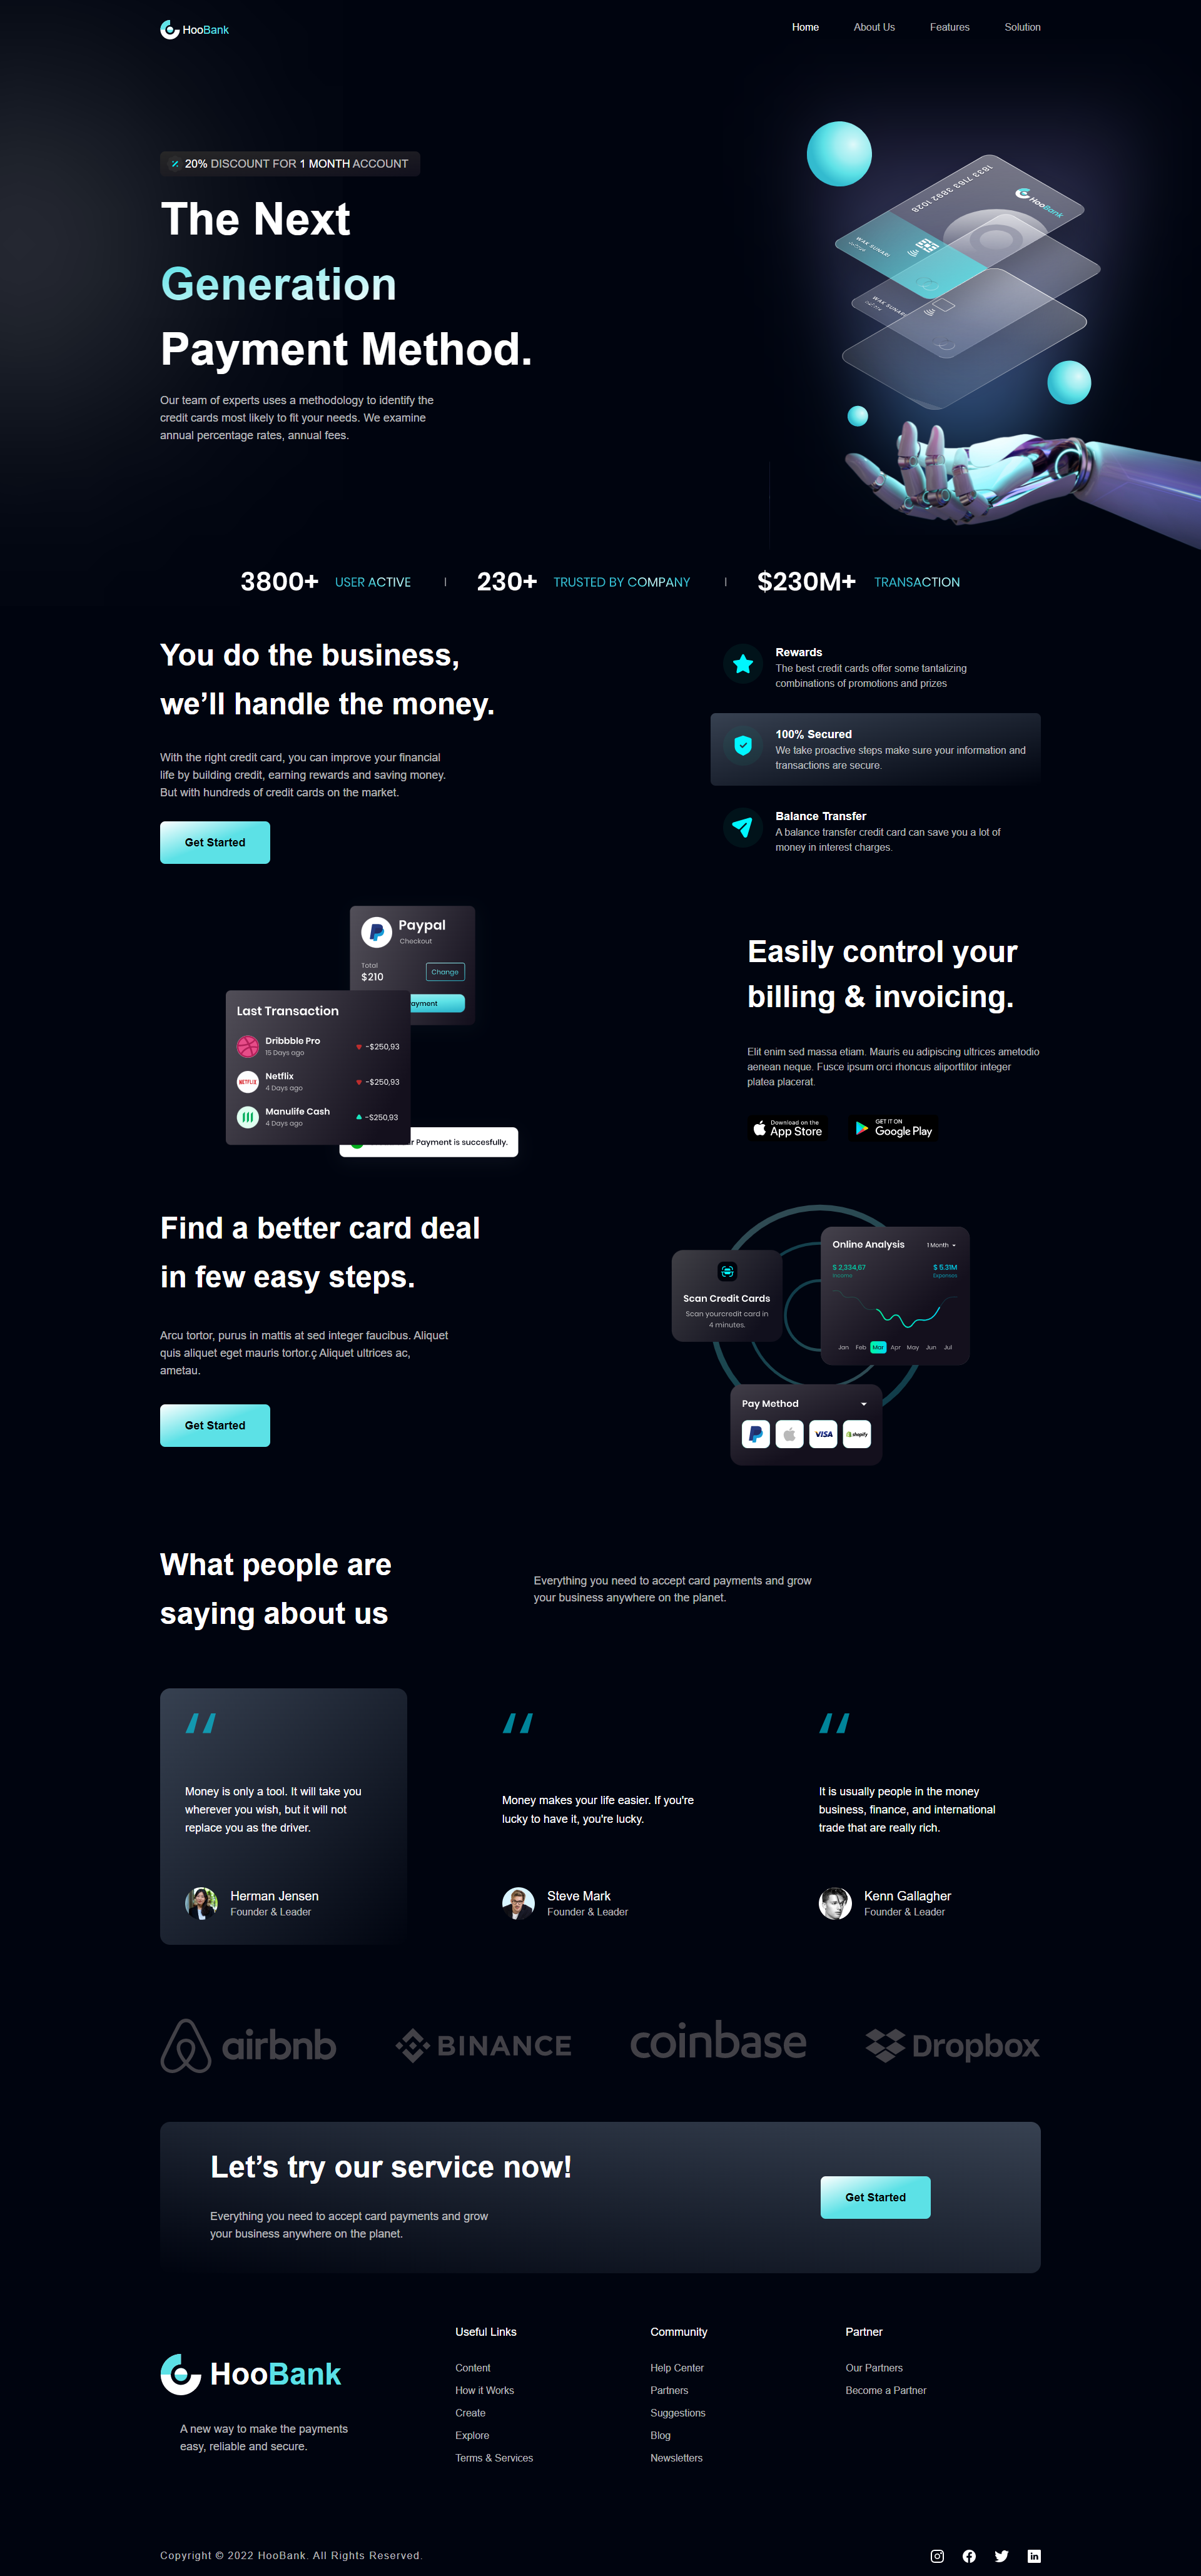 HooBank
Home
About Us
Features
Solution
20% DISCOUNT FOR 1 MONTH ACCOUNT
The Next
Generation
Payment Method.
Our team of experts uses a methodology to identify the
credit cards most likely to fit your needs. We examine
annual percentage rates, annual fees.
1633 7163 3892 1028
HooBank
WAK SUNARI
WAK SUNARI
3800+ USER ACTIVE
230+ TRUSTED BY COMPANY
$230M+ TRANSACTION
You do the business,
we’ll handle the money.
With the right credit card, you can improve your financial
life by building credit, earning rewards and saving money.
But with hundreds of credit cards on the market.
Get Started
Rewards
The best credit cards offer some tantalizing
combinations of promotions and prizes
100% Secured
We take proactive steps make sure your information and
transactions are secure.
Balance Transfer
A balance transfer credit card can save you a lot of
money in interest charges.
Paypal
Checkout
Total
$210
Change
ayment
Last Transaction
Dribbble Pro
15 Days ago
-$250,93
Netflix
4 Days ago
-$250,93
NETFLIX
Manulife Cash
4 Days ago
-$250,93
r Payment is succesfully.
Easily control your
billing & invoicing.
Elit enim sed massa etiam. Mauris eu adipiscing ultrices ametodio
aenean neque. Fusce ipsum orci rhoncus aliporttitor integer
platea placerat.
Download on the
App Store
GET IT ON
Google Play
Find a better card deal
in few easy steps.
Arcu tortor, purus in mattis at sed integer faucibus. Aliquet
quis aliquet eget mauris tortor.ç Aliquet ultrices ac,
ametau.
Get Started
Scan Credit Cards
Scan yourcredit card in
4 minutes.
Online Analysis
1 Month
$ 2,334,67
Income
$ 5.31M
Expenses
Jan Feb Mar Apr May Jun Jul
Pay Method
VISA
shopify
What people are
saying about us
Everything you need to accept card payments and grow
your business anywhere on the planet.
Money is only a tool. It will take you
wherever you wish, but it will not
replace you as the driver.
Herman Jensen
Founder & Leader
Money makes your life easier. If you're
lucky to have it, you're lucky.
Steve Mark
Founder & Leader
It is usually people in the money
business, finance, and international
trade that are really rich.
Kenn Gallagher
Founder & Leader
airbnb
BINANCE
coinbase
Dropbox
Let’s try our service now!
Everything you need to accept card payments and grow
your business anywhere on the planet.
Get Started
HooBank
A new way to make the payments
easy, reliable and secure.
Useful Links
Content
How it Works
Create
Explore
Terms & Services
Community
Help Center
Partners
Suggestions
Blog
Newsletters
Partner
Our Partners
Become a Partner
Copyright © 2022 HooBank. All Rights Reserved.